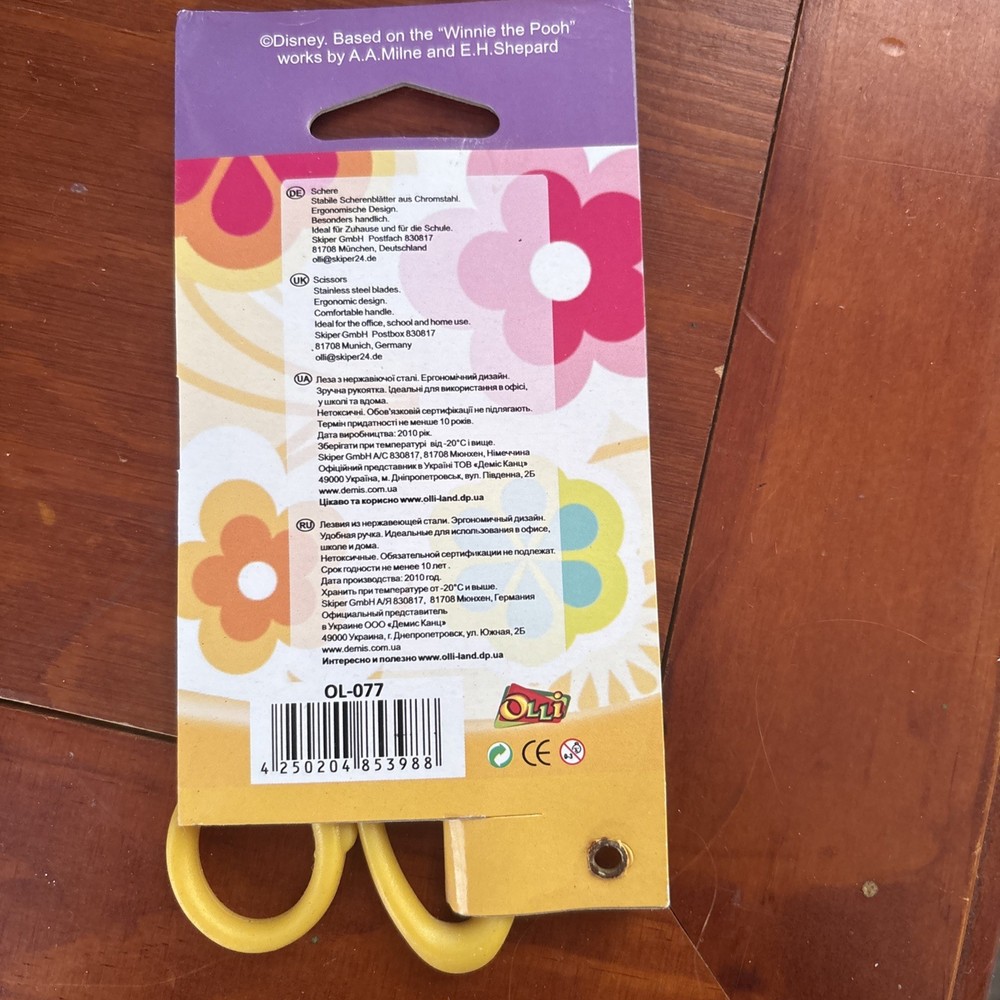 ©Disney. Based on the “Winnie the Pooh”
works by A.A.Milne and E.H.Shepard
DE Schere
Stabile Scherenblätter aus Chromstahl.
Ergonomische Design.
Besonders handlich.
Ideal für Zuhause und für die Schule.
Skiper GmbH Postfach 830817
81708 München, Deutschland
olli@skiper24.de
UK Scissors
Stainless steel blades.
Ergonomic design.
Comfortable handle.
Ideal for the office, school and home use.
Skiper GmbH Postbox 830817
81708 Munich, Germany
olli@skiper24.de
UA Леза з нержавіючої сталі. Ергономічний дизайн.
Зручна рукоятка. Ідеальні для використання в офісі,
у школі та вдома.
Нетоксичні. Обов'язковій сертифікації не підлягають.
Термін придатності не менше 10 років.
Дата виробництва: 2010 рік.
Зберігати при температурі від -20°C і вище.
Skiper GmbH A/C 830817, 81708 Мюнхен, Німеччина
Офіційний представник в Україні ТОВ «Деміс Канц»
49000 Україна, м. Дніпропетровськ, вул. Південна, 2Б
www.demis.com.ua
Цікаво та корисно www.olli-land.dp.ua
RU Лезвия из нержавеющей стали. Эргономичный дизайн.
Удобная ручка. Идеальные для использования в офисе,
школе и дома.
Нетоксичные. Обязательной сертификации не подлежат.
Срок годности не менее 10 лет.
Дата производства: 2010 год.
Хранить при температуре от -20°C и выше.
Skiper GmbH А/Я 830817, 81708 Мюнхен, Германия
Официальный представитель
в Украине ООО «Демис Канц»
49000 Украина, г. Днепропетровск, ул. Южная, 2Б
www.demis.com.ua
Интересно и полезно www.olli-land.dp.ua
OL-077
4 250204 853988
OLLi
CE 0-3